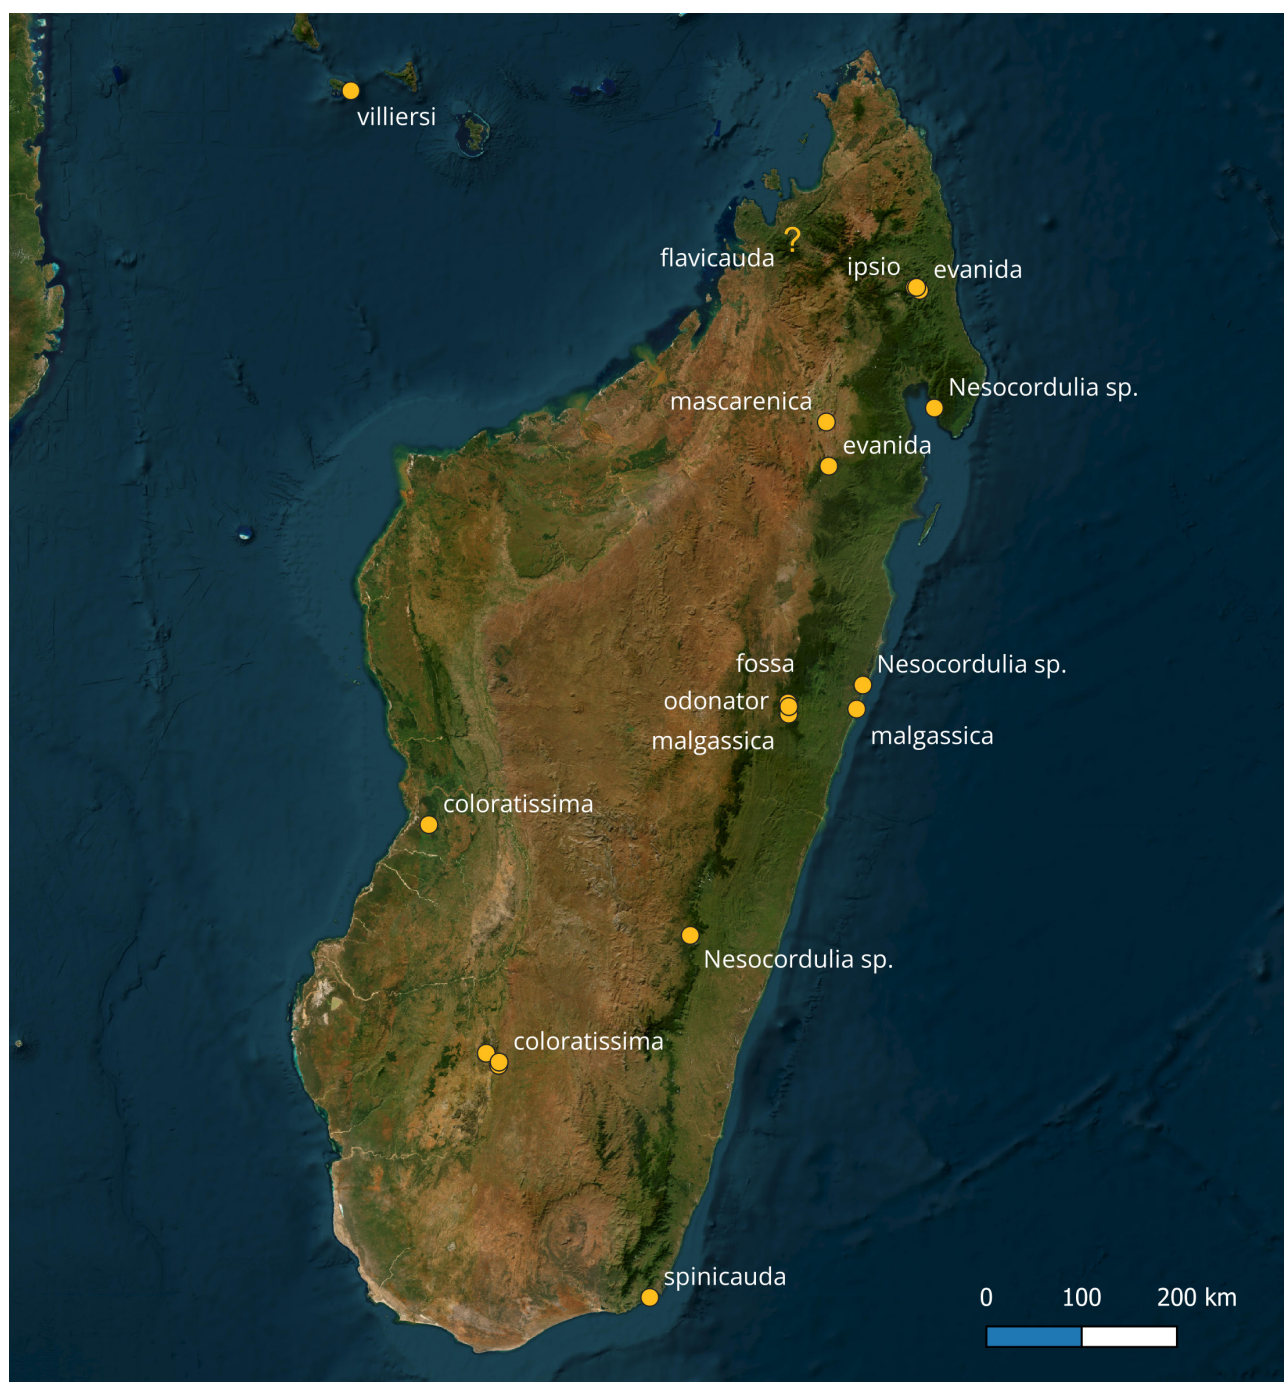 villiersi
?
flavicauda
ipsio
evanida
Nesocordulia sp.
mascarenica
evanida
fossa
Nesocordulia sp.
odonator
malgassica
malgassica
coloratissima
Nesocordulia sp.
coloratissima
spinicauda
0 100 200 km